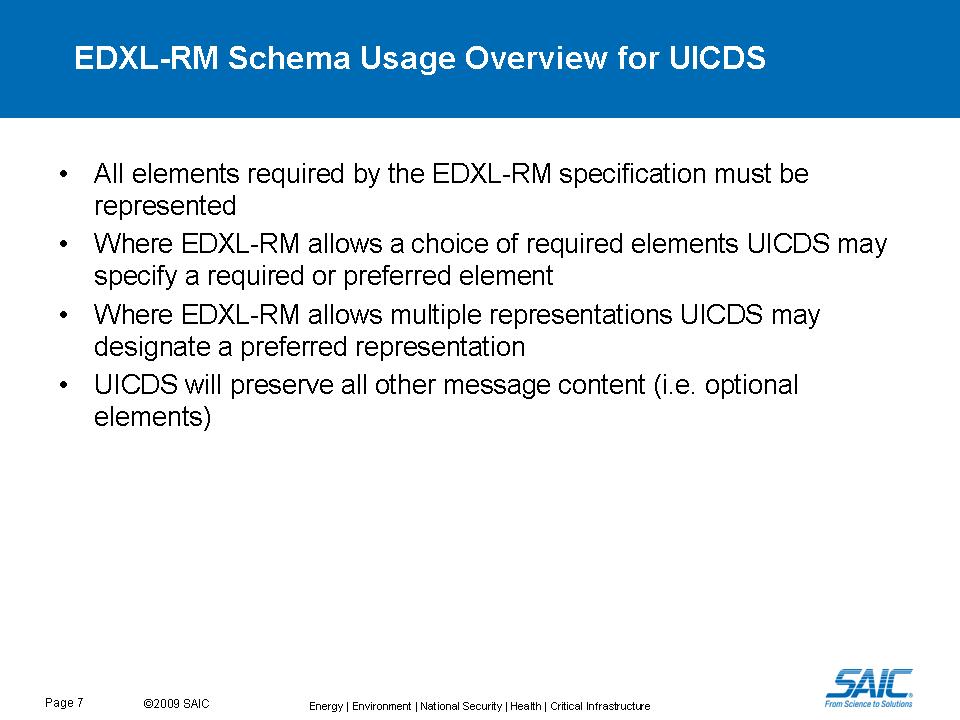 EDXL-RM Schema Usage Overview for UICDS
• All elements required by the EDXL-RM specification must be
represented
• Where EDXL-RM allows a choice of required elements UICDS may
specify a required or preferred element
• Where EDXL-RM allows multiple representations UICDS may
designate a preferred representation
• UICDS will preserve all other message content (i.e. optional
elements)
SAIC®
From Science to Solutions
Page 7 ©2009 SAIC Energy | Environment | National Security | Health | Critical Infrastructure